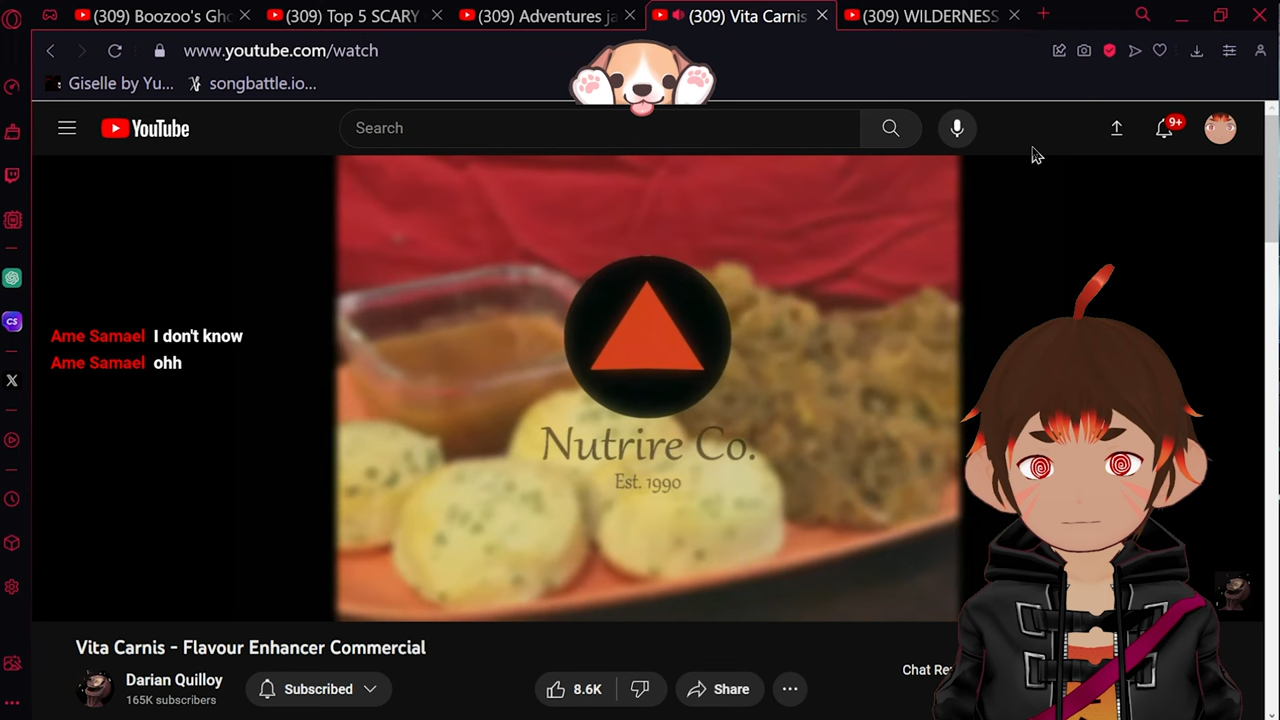 (309) Boozoo's Gho
(309) Top 5 SCARY
(309) Adventures ja
(309) Vita Carnis
(309) WILDERNESS
www.youtube.com/watch
Giselle by Yu...
songbattle.io...
YouTube
Search
9+
CS
X
Ame Samael I don't know
Ame Samael ohh
Nutrire Co.
Est. 1990
Vita Carnis - Flavour Enhancer Commercial
Darian Quilloy
165K subscribers
Subscribed
8.6K
Share
Chat Re